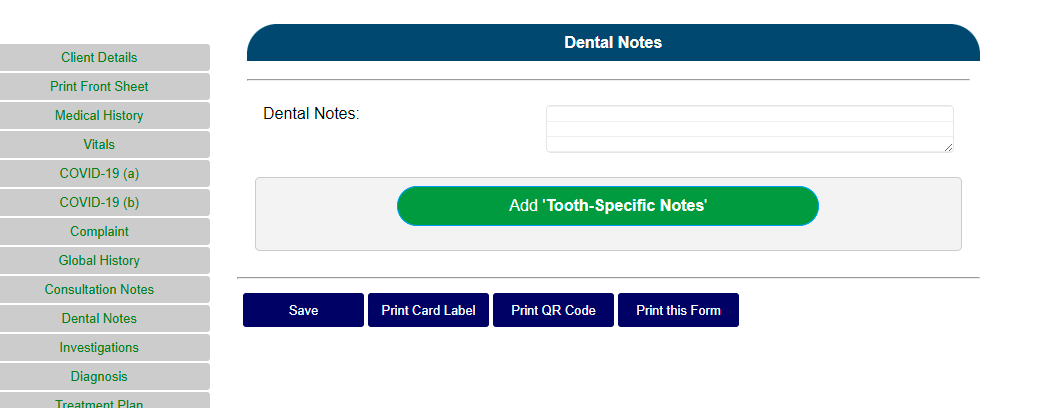 Client Details
Print Front Sheet
Medical History
Vitals
COVID-19 (a)
COVID-19 (b)
Complaint
Global History
Consultation Notes
Dental Notes
Investigations
Diagnosis
Treatment Plan
Dental Notes
Dental Notes:
Add 'Tooth-Specific Notes'
Save
Print Card Label
Print QR Code
Print this Form